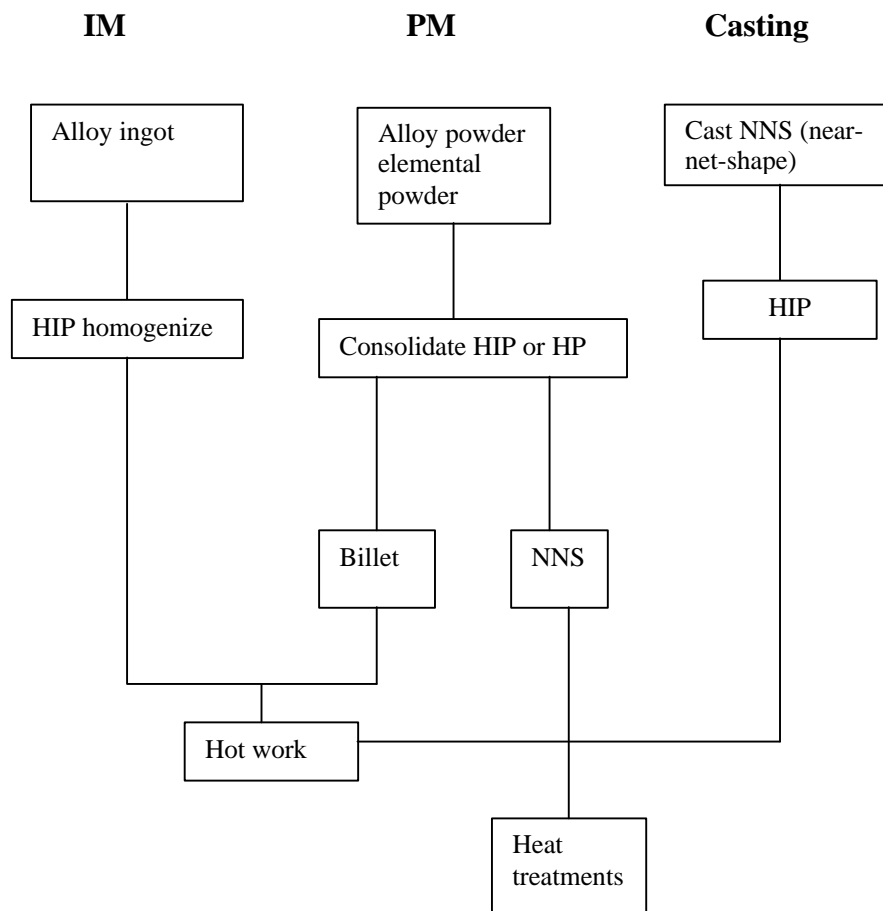 IM
PM
Casting
Alloy ingot
Alloy powder
elemental
powder
Cast NNS (near-
net-shape)
HIP homogenize
Consolidate HIP or HP
HIP
Billet
NNS
Hot work
Heat
treatments